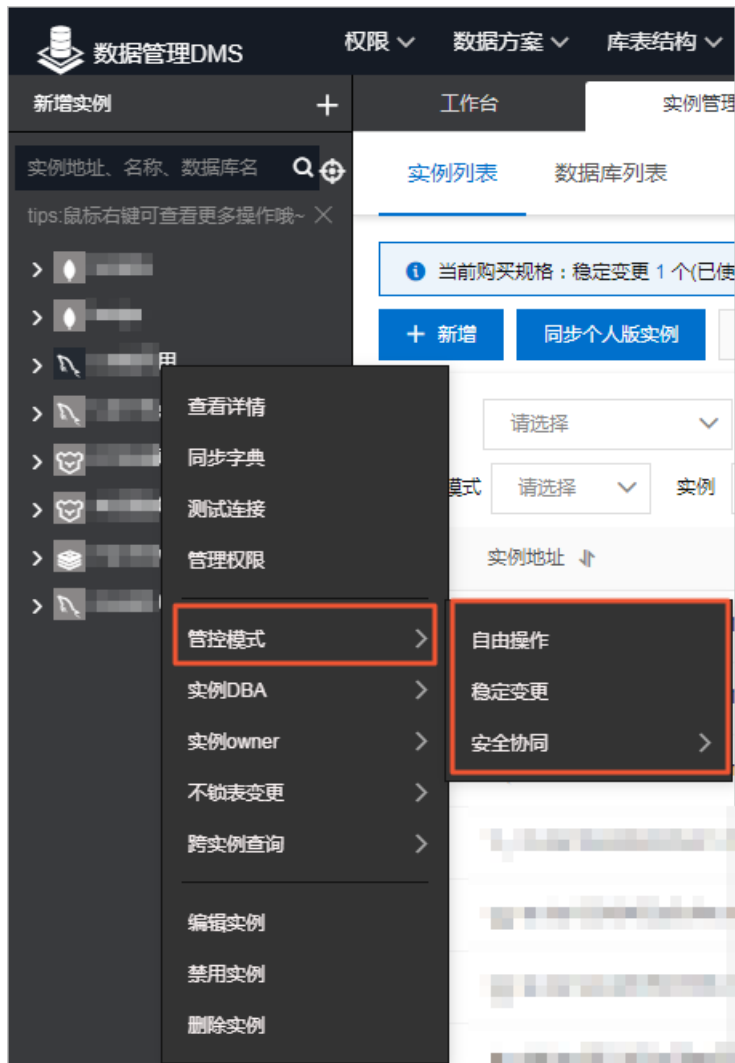 数据管理DMS
权限
数据方案
库表结构
新增实例
工作台
实例管理
实例地址、名称、数据库名
tips:鼠标右键可查看更多操作哦~
实例列表
数据库列表
当前购买规格：稳定变更 1 个(已使
+ 新增
同步个人版实例
用
请选择
模式
请选择
实例
实例地址
查看详情
同步字典
测试连接
管理权限
管控模式
实例DBA
实例owner
不锁表变更
跨实例查询
编辑实例
禁用实例
删除实例
自由操作
稳定变更
安全协同